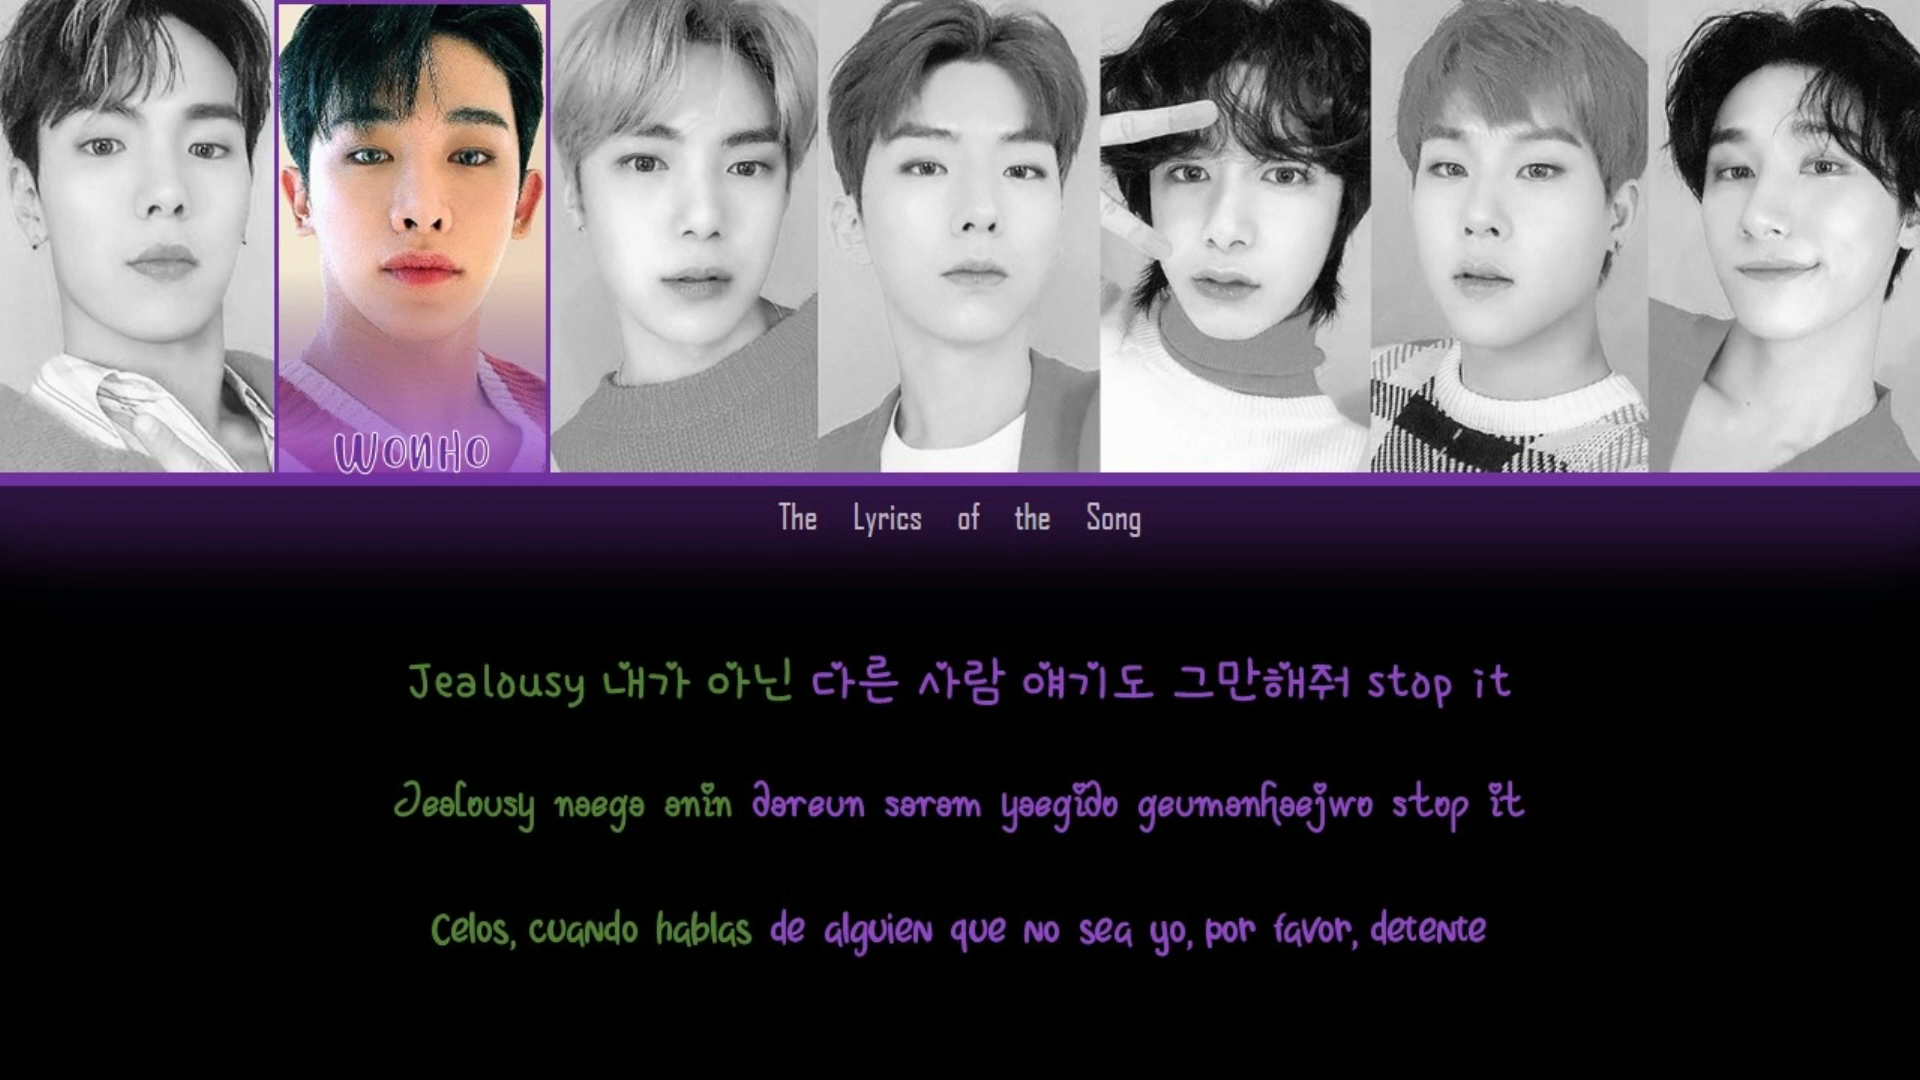 WONHO
The Lyrics of the Song
Jealousy 내가 아닌 다른 사람 얘기도 그만해줘 stop it
Jealousy naega anin dareun saram yaegido geumanhaejwo stop it
Celos, cuando hablas de alguien que no sea yo, por favor, detente